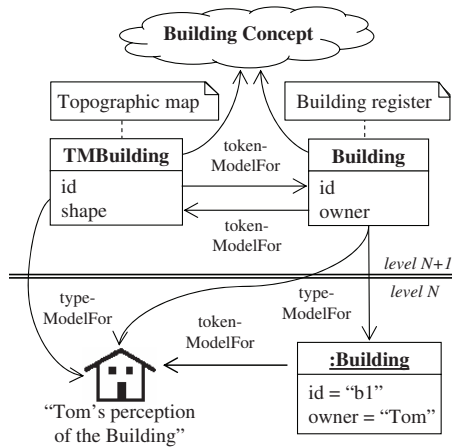 Building Concept
Topographic map
Building register
token-
ModelFor
TMBuilding
id
shape
Building
id
owner
token-
ModelFor
level N+1
level N
type-
ModelFor
token-
ModelFor
type-
ModelFor
:Building
id = “b1”
owner = “Tom”
“Tom’s perception
of the Building”